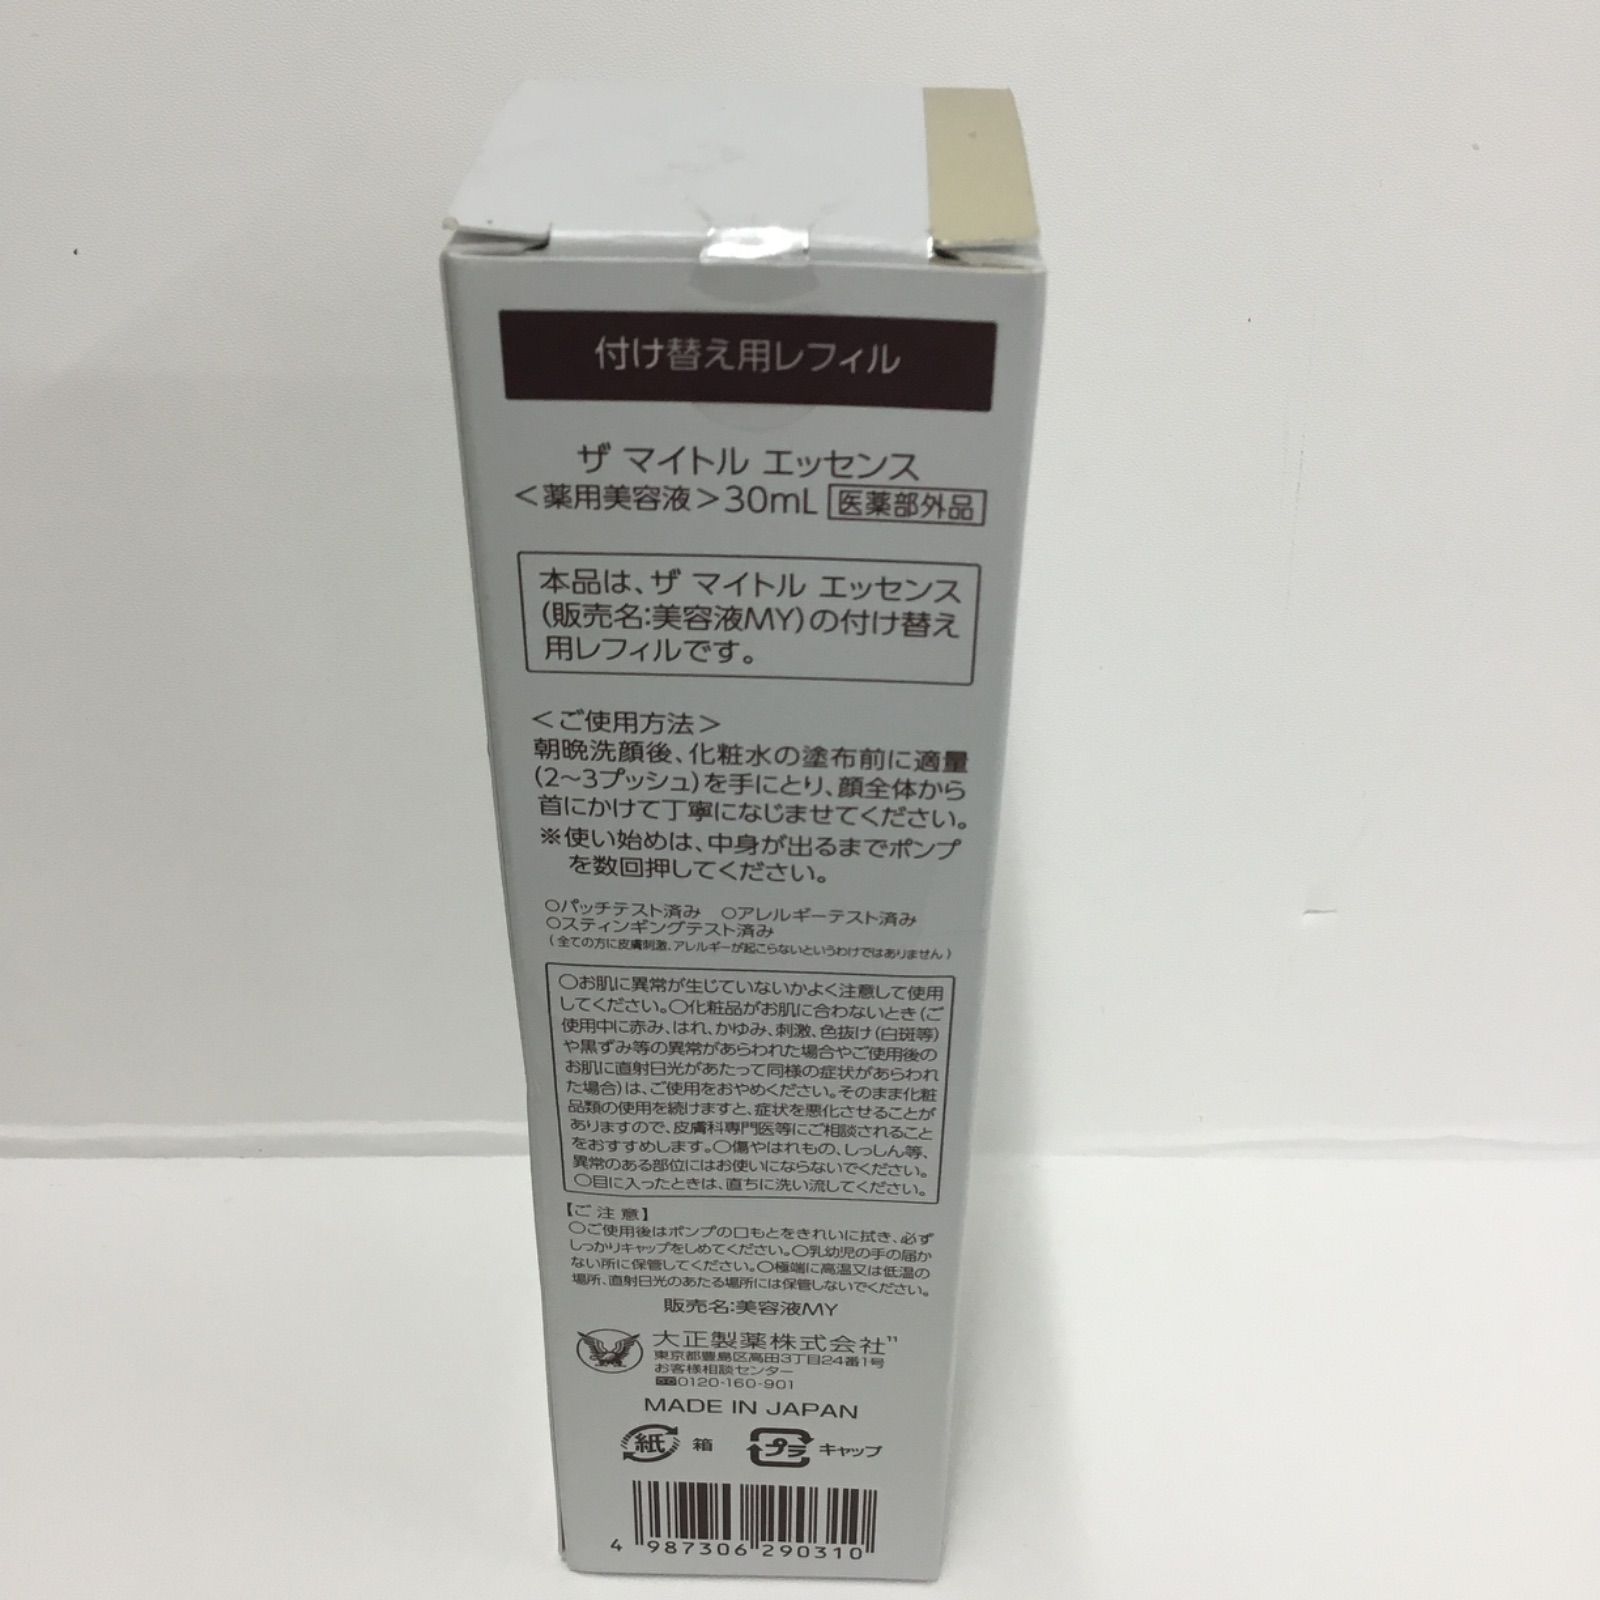 付け替え用レフィル
ザ マイトル エッセンス
＜薬用美容液＞30mL 医薬部外品
本品は、ザ マイトル エッセンス
(販売名:美容液MY)の付け替え
用レフィルです。
＜ご使用方法＞
朝晩洗顔後、化粧水の塗布前に適量
(2〜3プッシュ)を手にとり、顔全体から
首にかけて丁寧になじませてください。
※使い始めは、中身が出るまでポンプ
を数回押してください。
○パッチテスト済み ○アレルギーテスト済み
○スティンギングテスト済み
(全ての方に皮膚刺激、アレルギーが起こらないというわけではありません)
○お肌に異常が生じていないかよく注意して使用
してください。○化粧品がお肌に合わないとき(ご
使用中に赤み、はれ、かゆみ、刺激、色抜け(白斑等)
や黒ずみ等の異常があらわれた場合やご使用後の
お肌に直射日光があたって同様の症状があらわれ
た場合)は、ご使用をおやめください。そのまま化粧
品類の使用を続けますと、症状を悪化させることが
ありますので、皮膚科専門医等にご相談されること
をおすすめします。○傷やはれもの、しっしん等、
異常のある部位にはお使いにならないでください。
○目に入ったときは、直ちに洗い流してください。
【ご注意】
○ご使用後はポンプの口もとをきれいに拭き、必ず
しっかりキャップをしめてください。○乳幼児の手の届か
ない所に保管してください。○極端に高温又は低温の
場所、直射日光のあたる場所には保管しないでください。
販売名:美容液MY
大正製薬株式会社 11
東京都豊島区高田3丁目24番1号
お客様相談センター
0120-160-901
MADE IN JAPAN
紙 箱 プラ キャップ
4 987306 290310